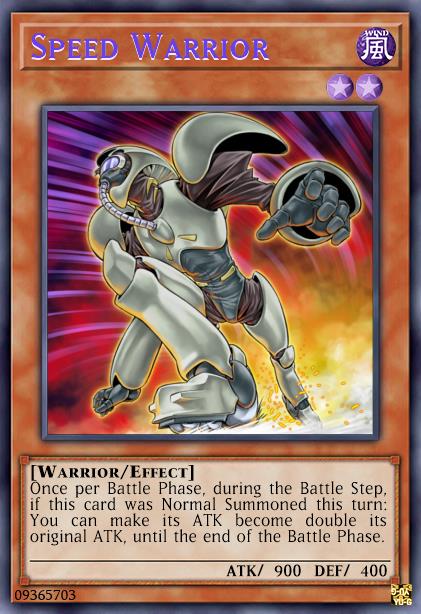 Speed Warrior
WIND
風
[Warrior/Effect]
Once per Battle Phase, during the Battle Step,
if this card was Normal Summoned this turn:
You can make its ATK become double its
original ATK, until the end of the Battle Phase.
ATK/ 900 DEF/ 400
09365703